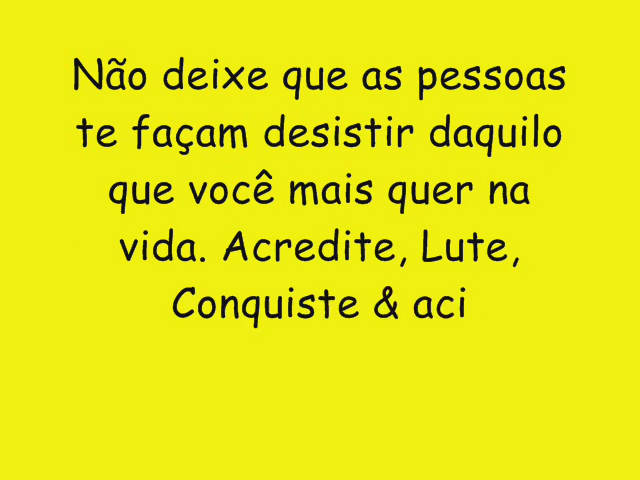 Não deixe que as pessoas
te façam desistir daquilo
que você mais quer na
vida. Acredite, Lute,
Conquiste & aci